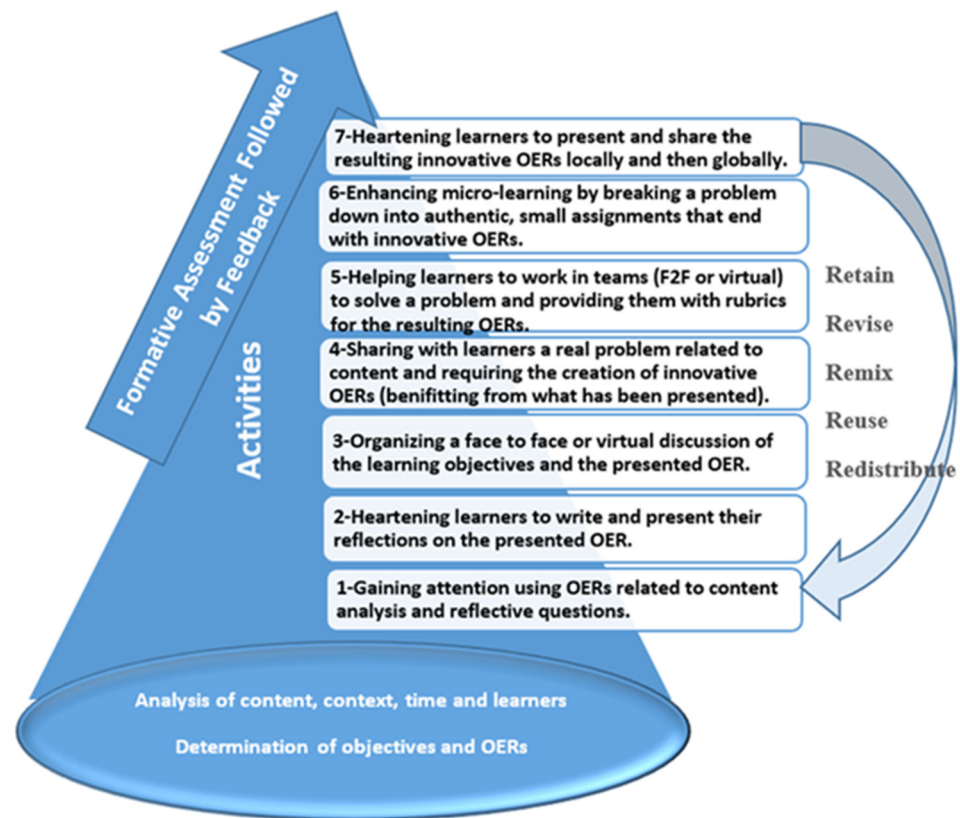 Formative Assessment Followed
by Feedback
Activities
7-Heartening learners to present and share the
resulting innovative OERs locally and then globally.
6-Enhancing micro-learning by breaking a problem
down into authentic, small assignments that end
with innovative OERs.
5-Helping learners to work in teams (F2F or virtual)
to solve a problem and providing them with rubrics
for the resulting OERs.
4-Sharing with learners a real problem related to
content and requiring the creation of innovative
OERs (benifitting from what has been presented).
3-Organizing a face to face or virtual discussion of
the learning objectives and the presented OER.
2-Heartening learners to write and present their
reflections on the presented OER.
1-Gaining attention using OERs related to content
analysis and reflective questions.
Retain
Revise
Remix
Reuse
Redistribute
Analysis of content, context, time and learners
Determination of objectives and OERs